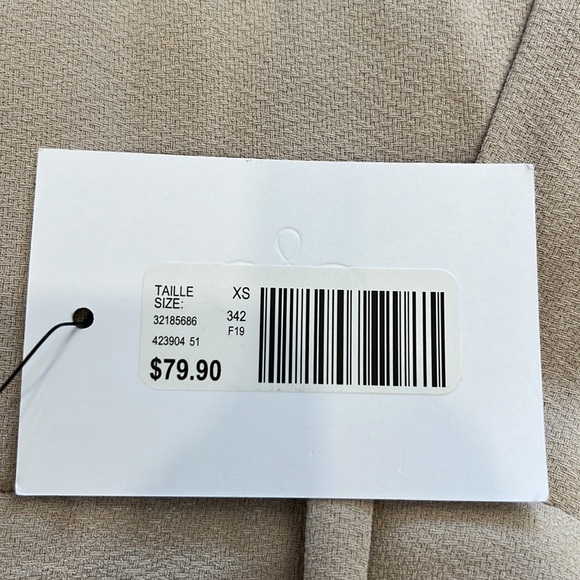 TAILLE XS
SIZE:
32185686 342
F19
423904 51
$79.90